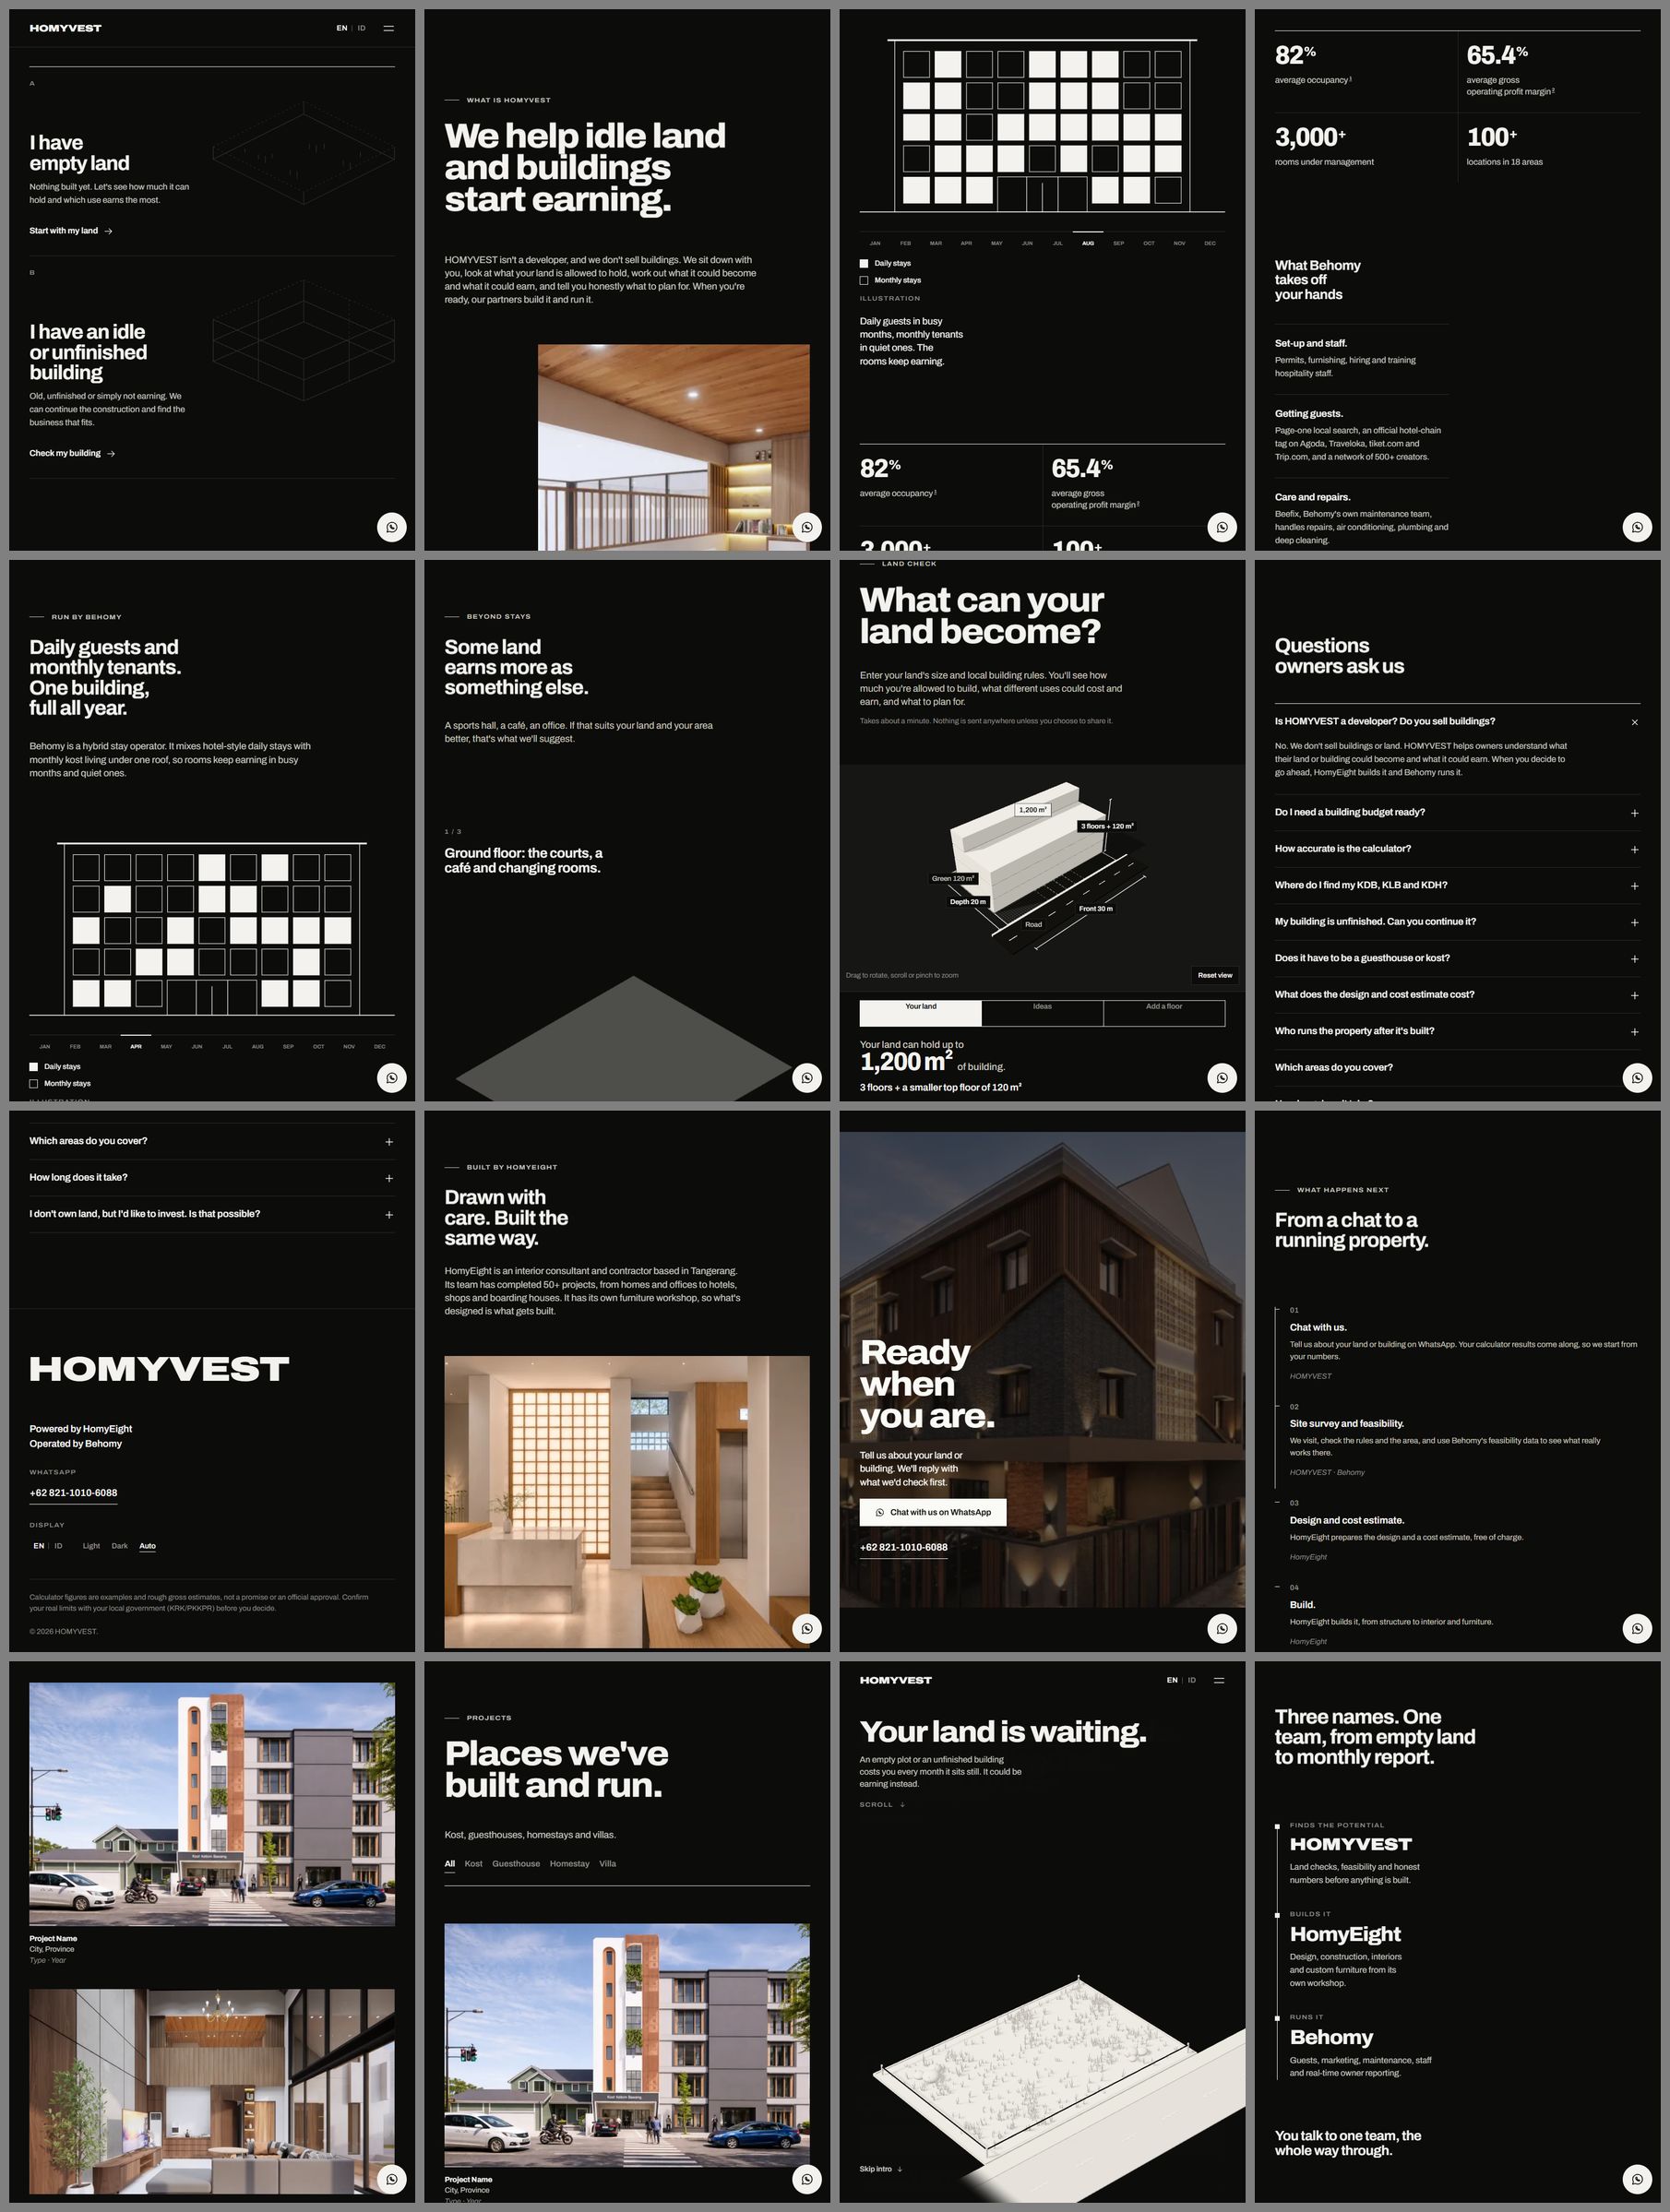 HOMYVEST
EN | ID
A
I have
empty land
Nothing built yet. Let's see how much it can
hold and which use earns the most.
Start with my land →
B
I have an idle
or unfinished
building
Old, unfinished or simply not earning. We
can continue the construction and find the
business that fits.
Check my building →
WHAT IS HOMYVEST
We help idle land
and buildings
start earning.
HOMYVEST isn't a developer, and we don't sell buildings. We sit down with
you, look at what your land is allowed to hold, work out what it could become
and what it could earn, and tell you honestly what to plan for. When you're
ready, our partners build it and run it.
JAN FEB MAR APR MAY JUN JUL AUG SEP OCT NOV DEC
Daily stays
Monthly stays
ILLUSTRATION
Daily guests in busy
months, monthly tenants
in quiet ones. The
rooms keep earning.
82% 65.4%
average occupancy
average gross
operating profit margin
3,000+ 100+
82% 65.4%
average occupancy
average gross
operating profit margin
3,000+ 100+
rooms under management locations in 18 areas
What Behomy
takes off
your hands
Set-up and staff.
Permits, furnishing, hiring and training
hospitality staff.
Getting guests.
Page-one local search, an official hotel-chain
tag on Agoda, Traveloka, tiket.com and
Trip.com, and a network of 500+ creators.
Care and repairs.
Beefix, Behomy's own maintenance team,
handles repairs, air conditioning, plumbing and
deep cleaning.
RUN BY BEHOMY
Daily guests and
monthly tenants.
One building,
full all year.
Behomy is a hybrid stay operator. It mixes hotel-style daily stays with
monthly kost living under one roof, so rooms keep earning in busy
months and quiet ones.
JAN FEB MAR APR MAY JUN JUL AUG SEP OCT NOV DEC
Daily stays
Monthly stays
ILLUSTRATION
BEYOND STAYS
Some land
earns more as
something else.
A sports hall, a café, an office. If that suits your land and your area
better, that's what we'll suggest.
1 / 3
Ground floor: the courts, a
café and changing rooms.
LAND CHECK
What can your
land become?
Enter your land's size and local building rules. You'll see how
much you're allowed to build, what different uses could cost and
earn, and what to plan for.
Takes about a minute. Nothing is sent anywhere unless you choose to share it.
1,200 m²
3 floors + 120 m²
Green 120 m²
Depth 20 m
Front 30 m
Road
Drag to rotate, scroll or pinch to zoom
Reset view
Your land Ideas Add a floor
Your land can hold up to
1,200 m² of building.
3 floors + a smaller top floor of 120 m²
Questions
owners ask us
Is HOMYVEST a developer? Do you sell buildings?
No. We don't sell buildings or land. HOMYVEST helps owners understand what
their land or building could become and what it could earn. When you decide to
go ahead, HomyEight builds it and Behomy runs it.
Do I need a building budget ready?
How accurate is the calculator?
Where do I find my KDB, KLB and KDH?
My building is unfinished. Can you continue it?
Does it have to be a guesthouse or kost?
What does the design and cost estimate cost?
Who runs the property after it's built?
Which areas do you cover?
Which areas do you cover?
How long does it take?
I don't own land, but I'd like to invest. Is that possible?
HOMYVEST
Powered by HomyEight
Operated by Behomy
WHATSAPP
+62 821-1010-6088
DISPLAY
EN | ID Light Dark Auto
Calculator figures are examples and rough gross estimates, not a promise or an official approval. Confirm
your real limits with your local government (KRK/PKKPR) before you decide.
© 2026 HOMYVEST.
BUILT BY HOMYEIGHT
Drawn with
care. Built the
same way.
HomyEight is an interior consultant and contractor based in Tangerang.
Its team has completed 50+ projects, from homes and offices to hotels,
shops and boarding houses. It has its own furniture workshop, so what's
designed is what gets built.
Ready
when
you are.
Tell us about your land or
building. We'll reply with
what we'd check first.
Chat with us on WhatsApp
+62 821-1010-6088
WHAT HAPPENS NEXT
From a chat to a
running property.
01
Chat with us.
Tell us about your land or building on WhatsApp. Your calculator results come along, so we start from
your numbers.
HOMYVEST
02
Site survey and feasibility.
We visit, check the rules and the area, and use Behomy's feasibility data to see what really
works there.
HOMYVEST · Behomy
03
Design and cost estimate.
HomyEight prepares the design and a cost estimate, free of charge.
HomyEight
04
Build.
HomyEight builds it, from structure to interior and furniture.
HomyEight
Project Name
City, Province
Type · Year
PROJECTS
Places we've
built and run.
Kost, guesthouses, homestays and villas.
All Kost Guesthouse Homestay Villa
Project Name
City, Province
Type · Year
HOMYVEST
EN | ID
Your land is waiting.
An empty plot or an unfinished building
costs you every month it sits still. It could be
earning instead.
SCROLL ↓
Skip intro ↓
Three names. One
team, from empty land
to monthly report.
FINDS THE POTENTIAL
HOMYVEST
Land checks, feasibility and honest
numbers before anything is built.
BUILDS IT
HomyEight
Design, construction, interiors
and custom furniture from its
own workshop.
RUNS IT
Behomy
Guests, marketing, maintenance, staff
and real-time owner reporting.
You talk to one team, the
whole way through.